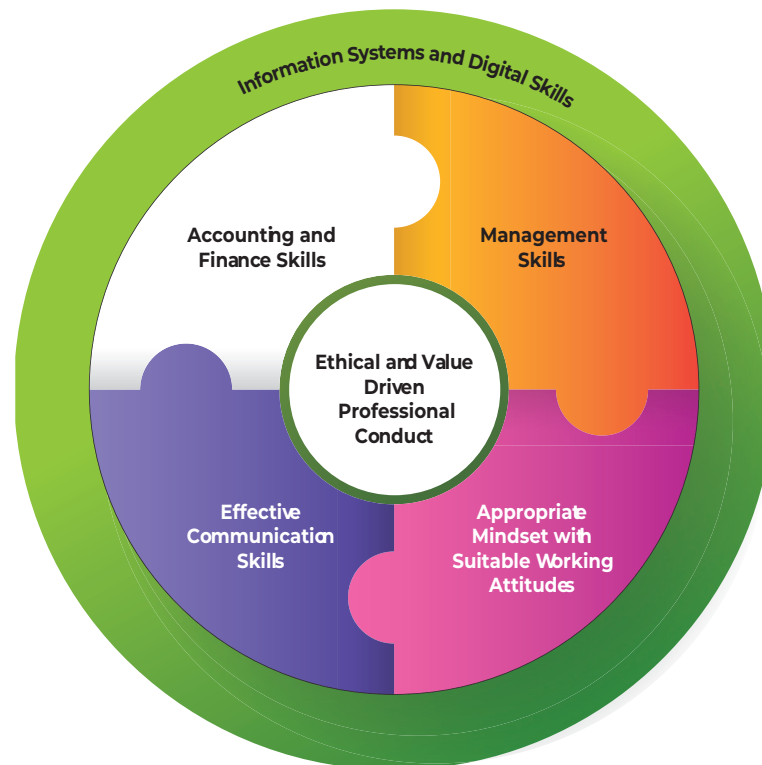 Information Systems and Digital Skills
Accounting and
Finance Skills
Management
Skills
Ethical and Value
Driven
Professional
Conduct
Effective
Communication
Skills
Appropriate
Mindset with
Suitable Working
Attitudes